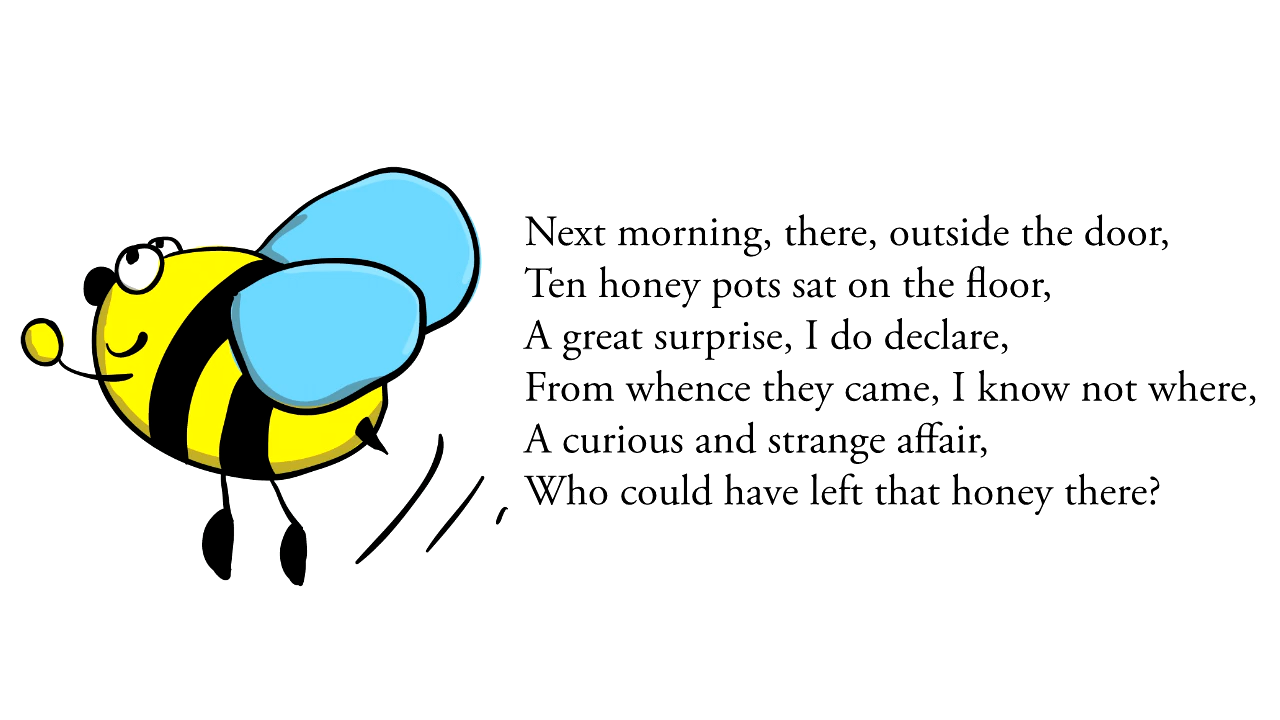 Next morning, there, outside the door,
Ten honey pots sat on the floor,
A great surprise, I do declare,
From whence they came, I know not where,
A curious and strange affair,
Who could have left that honey there?